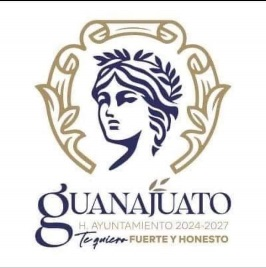 guanajuato
H. AYUNTAMIENTO 2024-2027
Te quiero FUERTE Y HONESTO